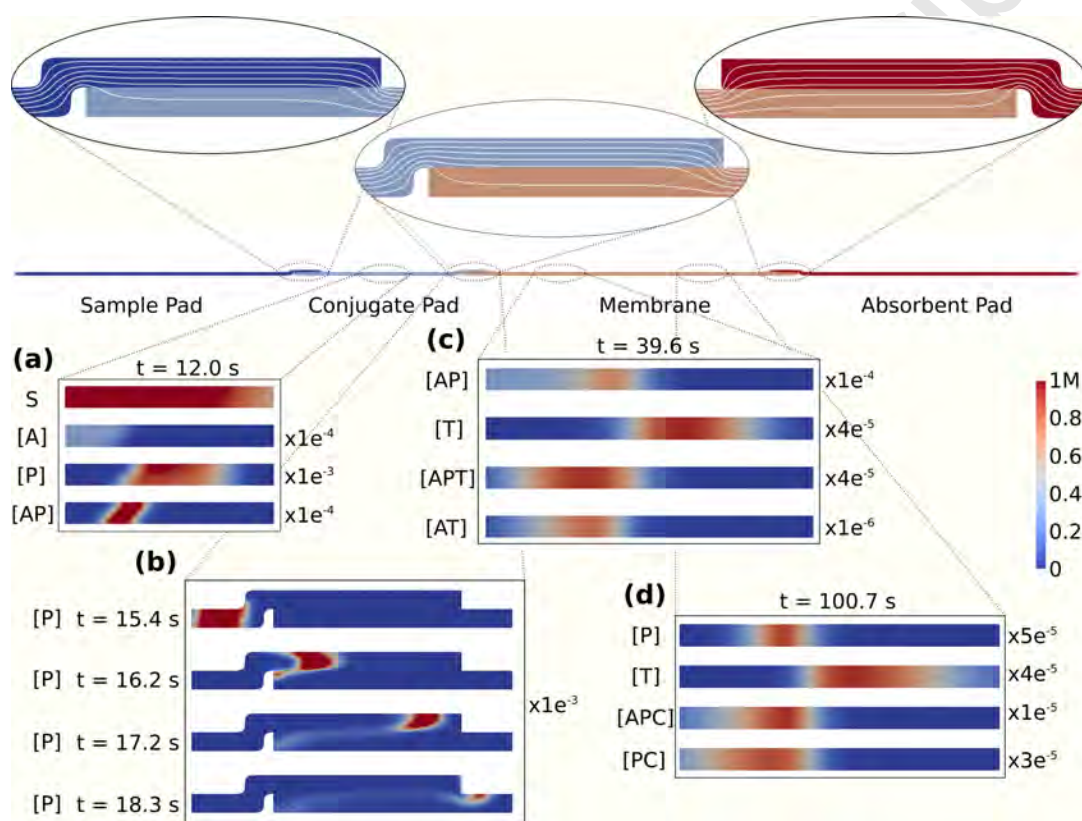 Sample Pad Conjugate Pad Membrane Absorbent Pad
(a)
t = 12.0 s
S
[A] x1e-4
[P] x1e-3
[AP] x1e-4
(c)
t = 39.6 s
[AP] x1e-4
[T] x4e-5
[APT] x4e-5
[AT] x1e-6
1M
0.8
0.6
0.4
0.2
0
(b)
[P] t = 15.4 s
[P] t = 16.2 s
x1e-3
[P] t = 17.2 s
[P] t = 18.3 s
(d)
t = 100.7 s
[P] x5e-5
[T] x4e-5
[APC] x1e-5
[PC] x3e-5